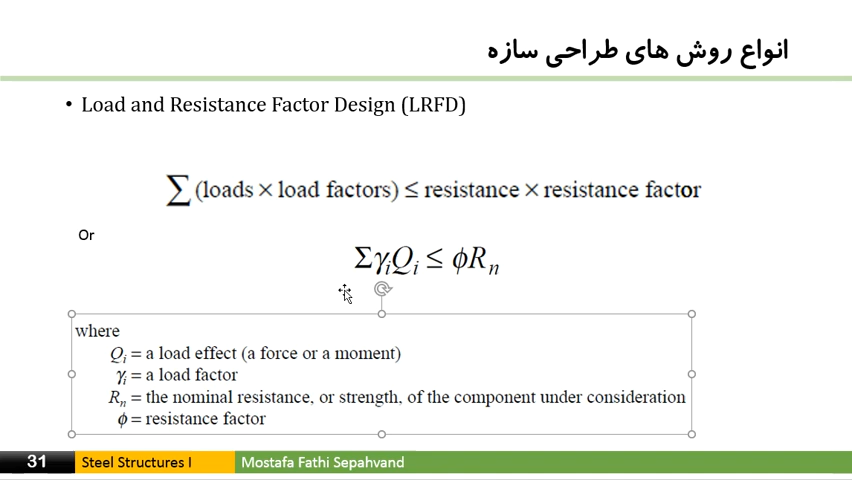 انواع روش های طراحی سازه
• Load and Resistance Factor Design (LRFD)
∑ (loads × load factors) ≤ resistance × resistance factor
Or
Σγ_iQ_i ≤ ϕR_n
where
Q_i = a load effect (a force or a moment)
γ_i = a load factor
R_n = the nominal resistance, or strength, of the component under consideration
ϕ = resistance factor
31 Steel Structures I Mostafa Fathi Sepahvand